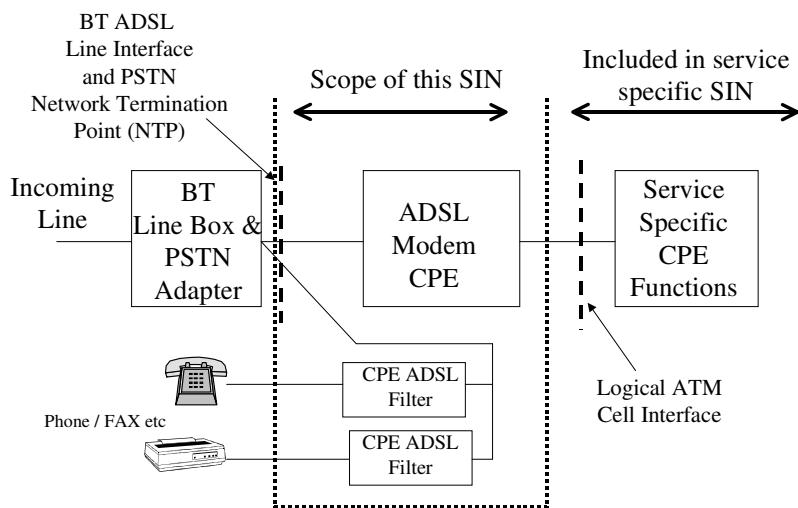 BT ADSL
Line Interface
and PSTN
Network Termination
Point (NTP)
Scope of this SIN
Included in service
specific SIN
Incoming
Line
BT
Line Box &
PSTN
Adapter
ADSL
Modem
CPE
Service
Specific
CPE
Functions
CPE ADSL
Filter
Phone / FAX etc
CPE ADSL
Filter
Logical ATM
Cell Interface